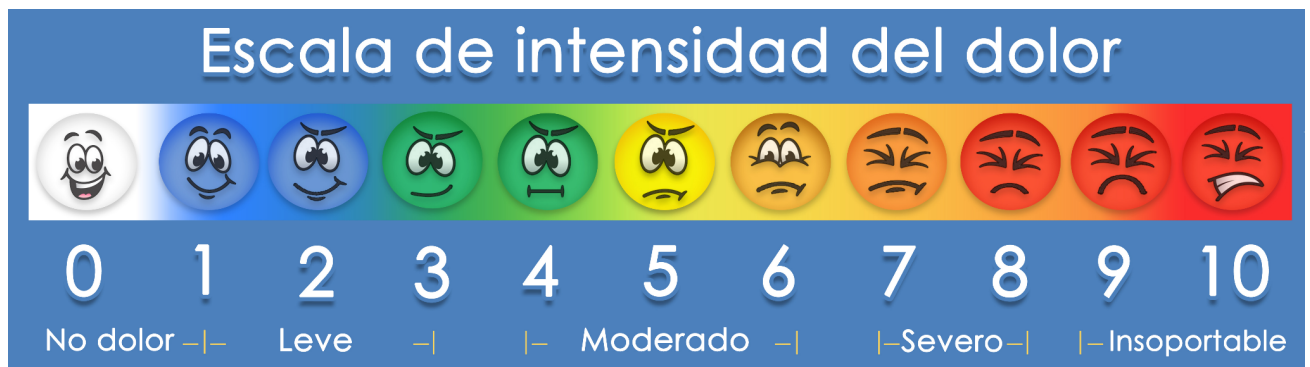 Escala de intensidad del dolor
0 1 2 3 4 5 6 7 8 9 10
No dolor –|– Leve –| |– Moderado –| |–Severo–| |–Insoportable